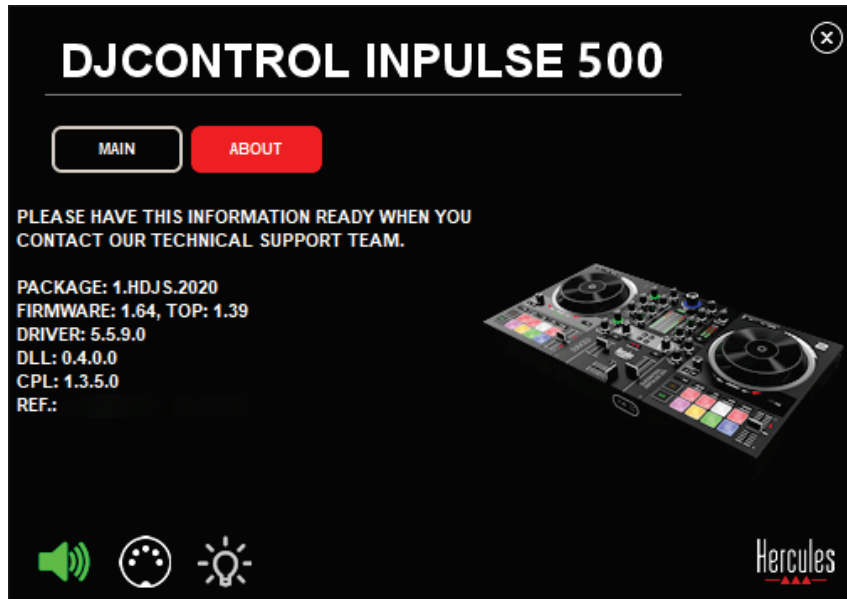 DJCONTROL INPULSE 500
MAIN
ABOUT
PLEASE HAVE THIS INFORMATION READY WHEN YOU
CONTACT OUR TECHNICAL SUPPORT TEAM.
PACKAGE: 1.HDJS.2020
FIRMWARE: 1.64, TOP: 1.39
DRIVER: 5.5.9.0
DLL: 0.4.0.0
CPL: 1.3.5.0
REF.:
Hercules